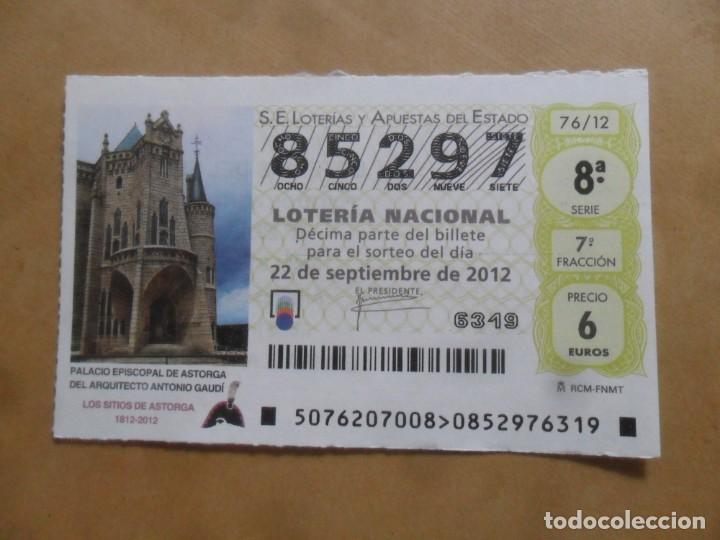 S.E. LOTERÍAS Y APUESTAS DEL ESTADO
85297
OCHO CINCO DOS NUEVE SIETE
LOTERÍA NACIONAL
Décima parte del billete
para el sorteo del día
22 de septiembre de 2012
EL PRESIDENTE,
6349
76/12
8ª
SERIE
7ª
FRACCIÓN
PRECIO
6
EUROS
RCM-FNMT
PALACIO EPISCOPAL DE ASTORGA
DEL ARQUITECTO ANTONIO GAUDÍ
LOS SITIOS DE ASTORGA
1812-2012
5076207008>0852976319
todocoleccion